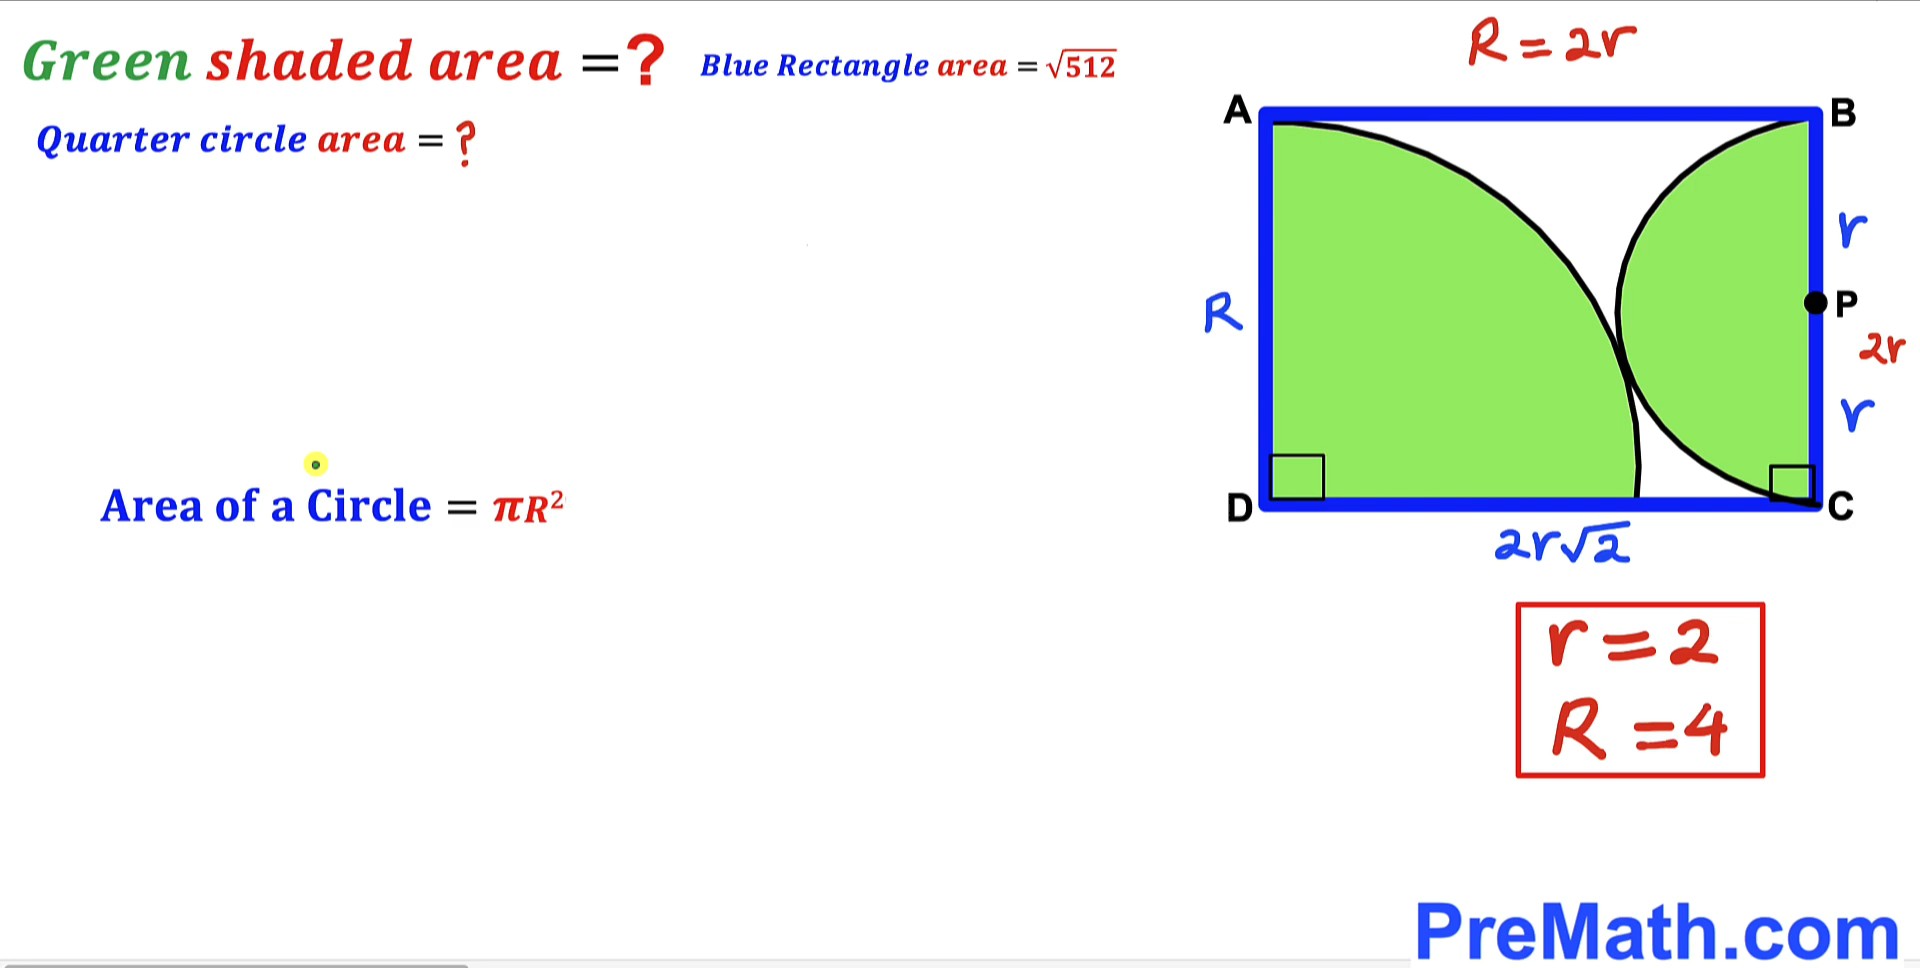 Green shaded area = ?
Blue Rectangle area = √512
R = 2r
Quarter circle area = ?
A
B
r
R
P
2r
r
D
C
2r√2
Area of a Circle = πR²
r = 2
R = 4
PreMath.com